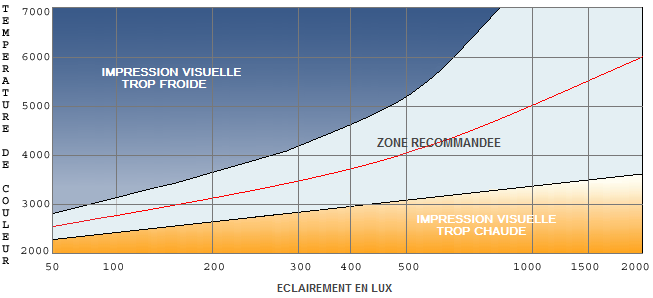 TEMPERATURE DE COULEUR
7000
6000
5000
4000
3000
2000
IMPRESSION VISUELLE
TROP FROIDE
ZONE RECOMMANDEE
IMPRESSION VISUELLE
TROP CHAUDE
50 100 200 300 400 500 1000 1500 2000
ECLAIREMENT EN LUX